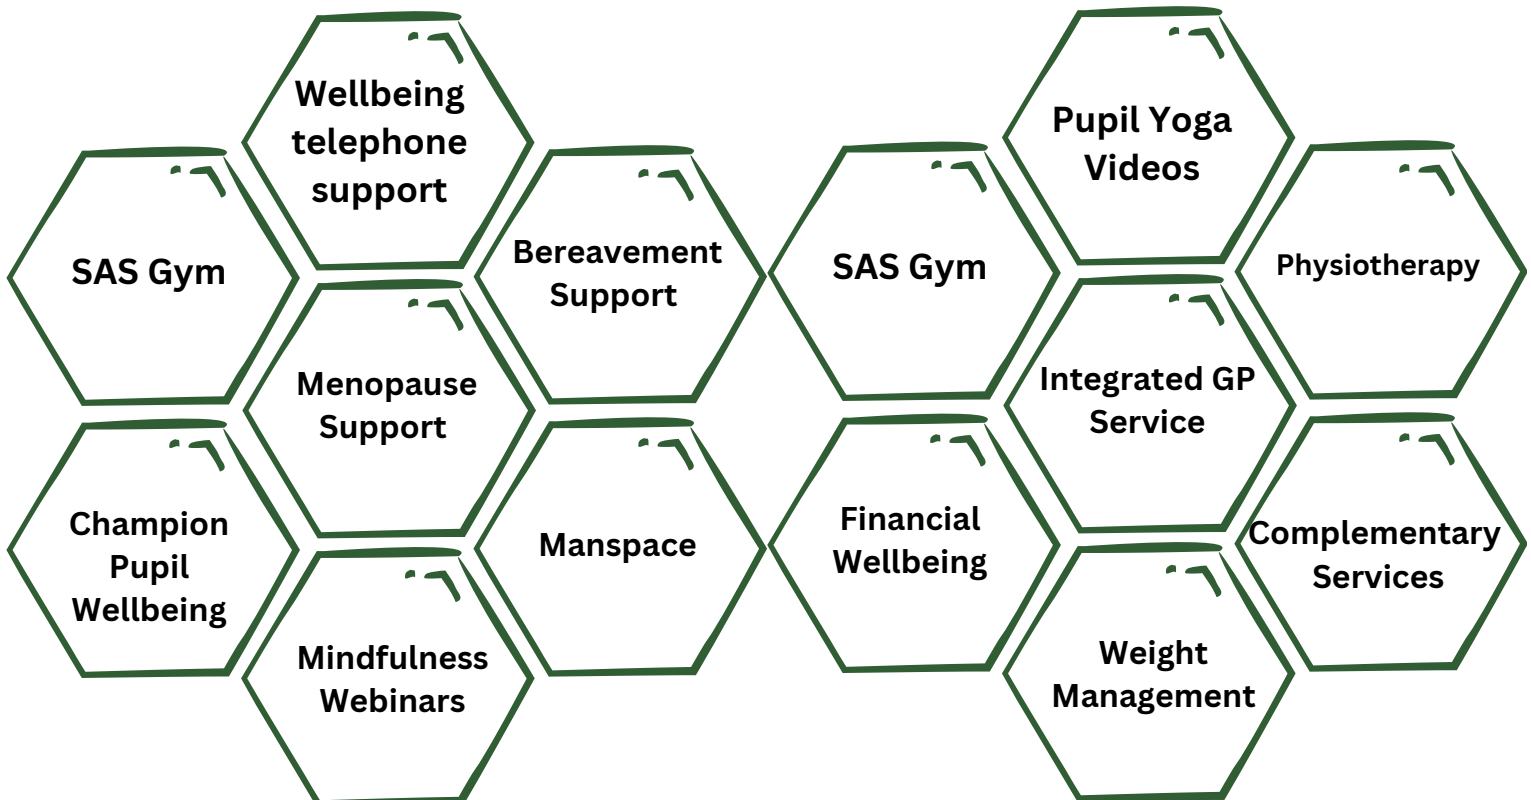 Wellbeing
telephone
support
SAS Gym
Bereavement
Support
Menopause
Support
Champion
Pupil
Wellbeing
Manspace
Mindfulness
Webinars
Pupil Yoga
Videos
SAS Gym
Physiotherapy
Integrated GP
Service
Financial
Wellbeing
Complementary
Services
Weight
Management